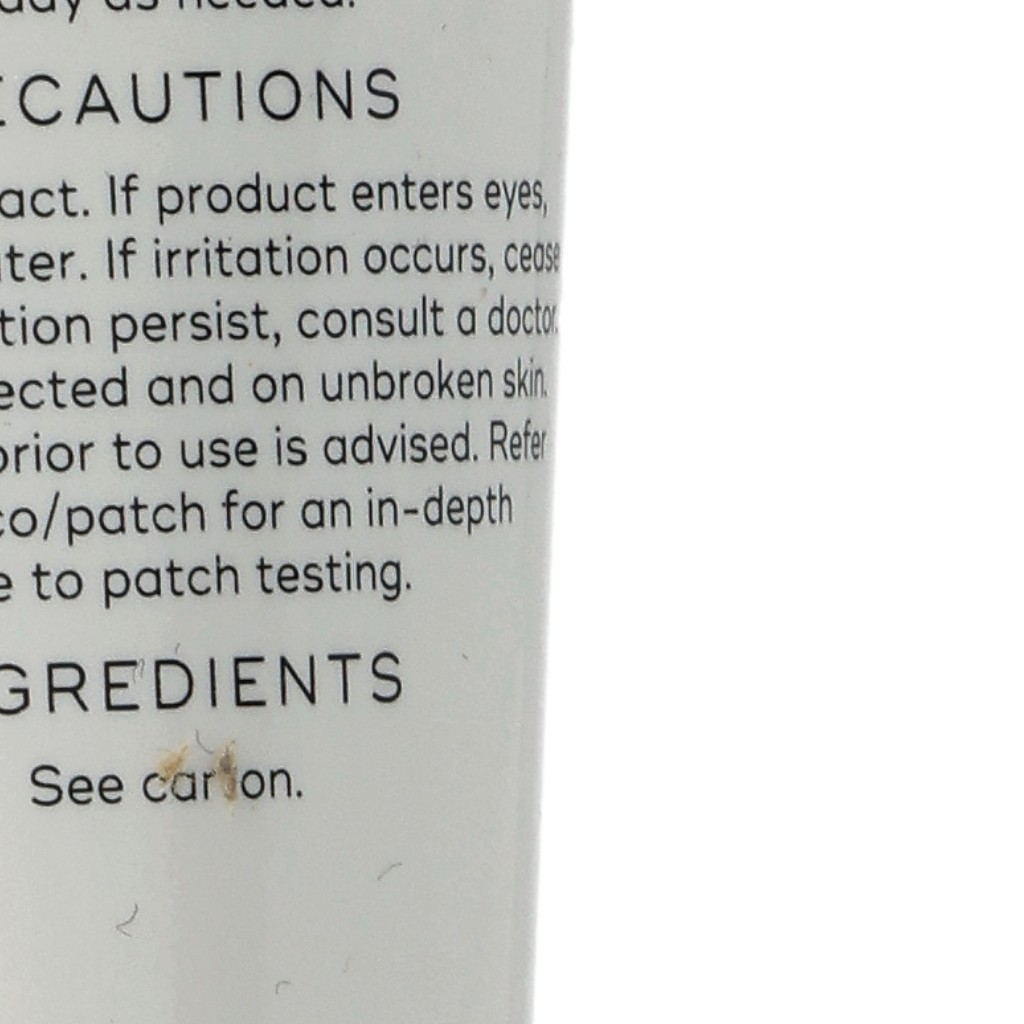 as needed.
ECAUTIONS
act. If product enters eyes,
ter. If irritation occurs, cease
tion persist, consult a doctor.
ected and on unbroken skin.
prior to use is advised. Refer
co/patch for an in-depth
e to patch testing.
GREDIENTS
See carton.